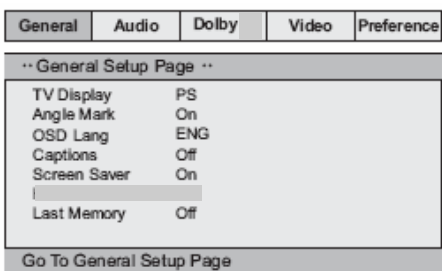 General Audio Dolby Video Preference
·· General Setup Page ··
TV Display PS
Angle Mark On
OSD Lang ENG
Captions Off
Screen Saver On
Last Memory Off
Go To General Setup Page